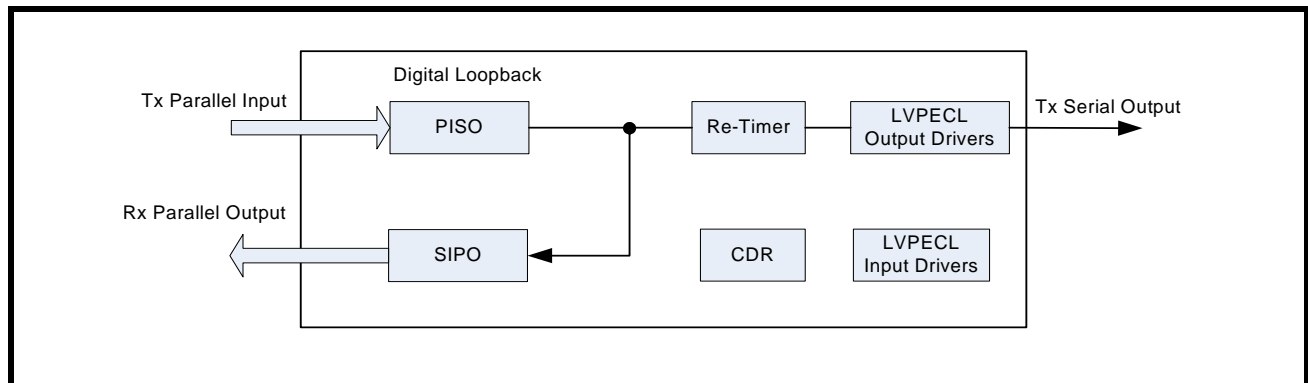 Digital Loopback
Tx Parallel Input
PISO
Re-Timer
LVPECL
Output Drivers
Tx Serial Output
Rx Parallel Output
SIPO
CDR
LVPECL
Input Drivers